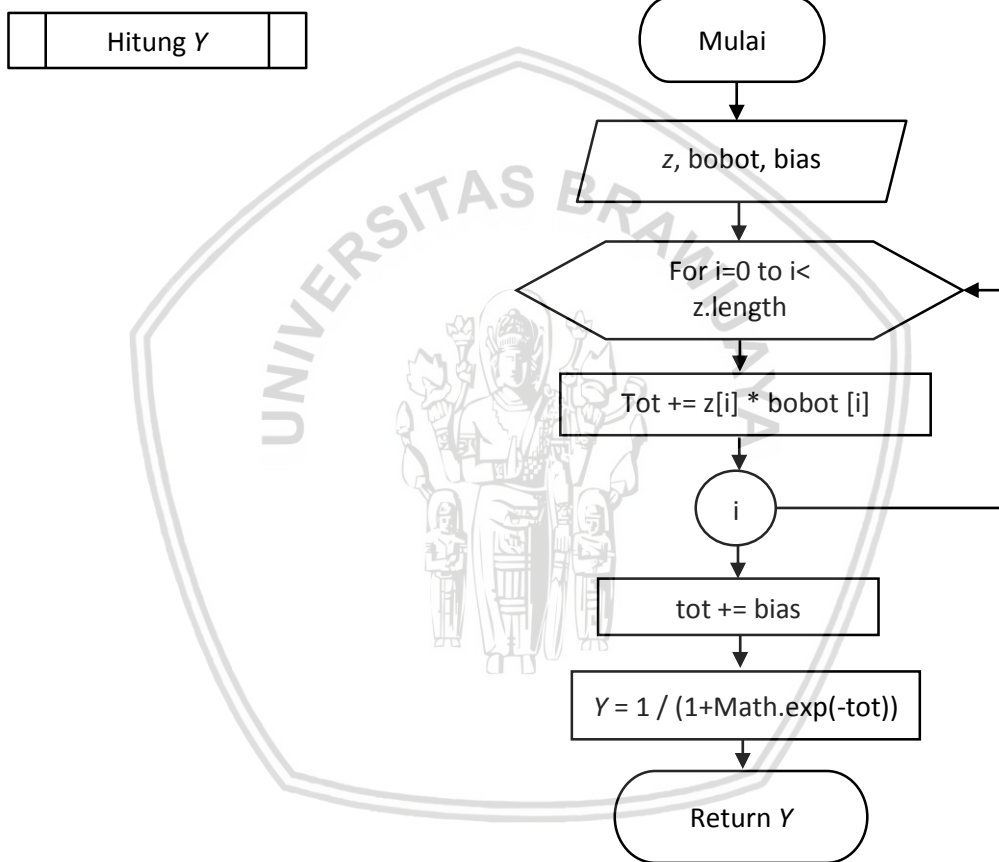 Hitung Y
Mulai
z, bobot, bias
For i=0 to i<
z.length
Tot += z[i] * bobot [i]
i
tot += bias
Y = 1 / (1+Math.exp(-tot))
Return Y
UNIVERSITAS BRAWIJAYA